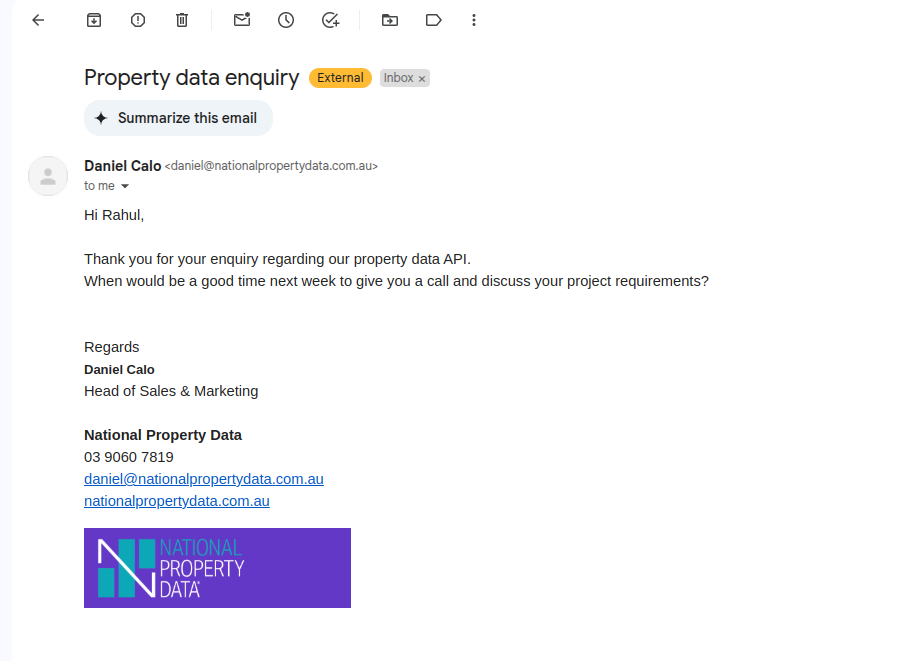 Property data enquiry External Inbox ×
Summarize this email
Daniel Calo <daniel@nationalpropertydata.com.au>
to me
Hi Rahul,
Thank you for your enquiry regarding our property data API.
When would be a good time next week to give you a call and discuss your project requirements?
Regards
Daniel Calo
Head of Sales & Marketing
National Property Data
03 9060 7819
daniel@nationalpropertydata.com.au
nationalpropertydata.com.au
NATIONAL
PROPERTY
DATA